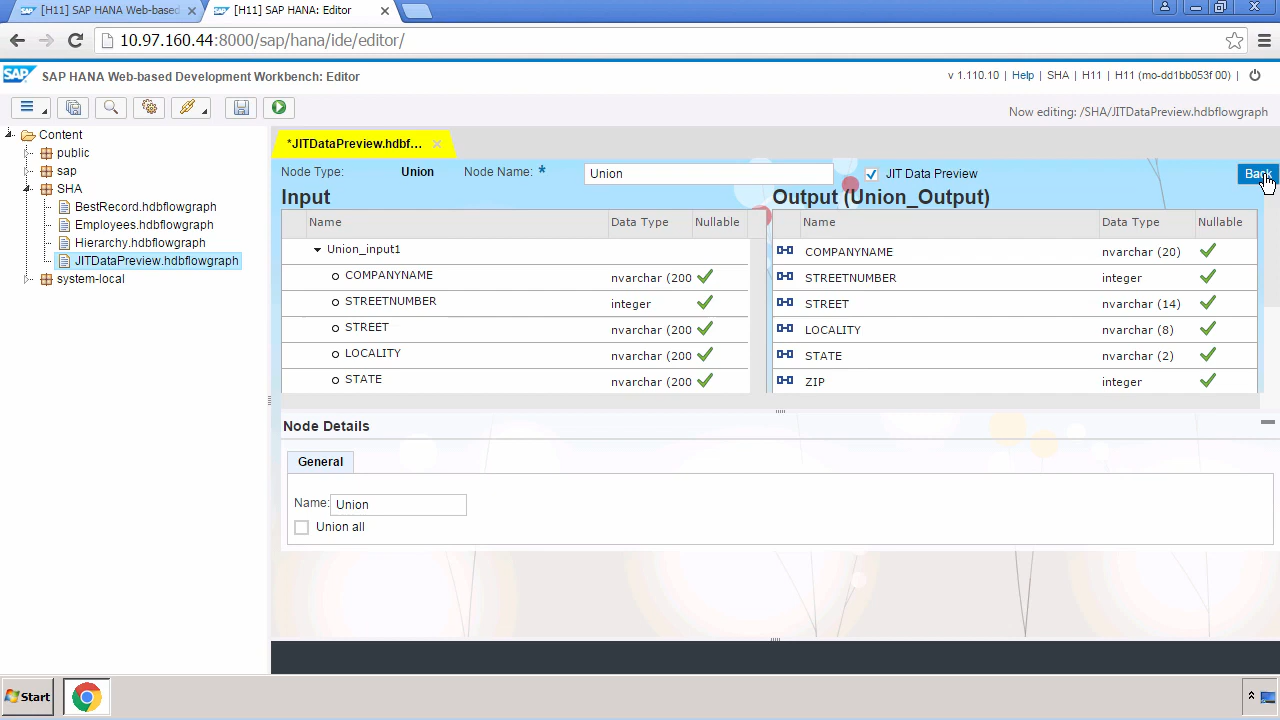 [H11] SAP HANA Web-based
[H11] SAP HANA: Editor
10.97.160.44:8000/sap/hana/ide/editor/
SAP SAP HANA Web-based Development Workbench: Editor
v 1.110.10 | Help | SHA | H11 | H11 (mo-dd1bb053f 00) |
Now editing: /SHA/JITDataPreview.hdbflowgraph
Content
public
sap
SHA
BestRecord.hdbflowgraph
Employees.hdbflowgraph
Hierarchy.hdbflowgraph
JITDataPreview.hdbflowgraph
system-local
*JITDataPreview.hdbf...
Node Type: Union Node Name: * Union JIT Data Preview Back
Input
Name Data Type Nullable
Union_input1
COMPANYNAME nvarchar (200
STREETNUMBER integer
STREET nvarchar (200
LOCALITY nvarchar (200
STATE nvarchar (200
Output (Union_Output)
Name Data Type Nullable
COMPANYNAME nvarchar (20)
STREETNUMBER integer
STREET nvarchar (14)
LOCALITY nvarchar (8)
STATE nvarchar (2)
ZIP integer
Node Details
General
Name: Union
Union all
Start